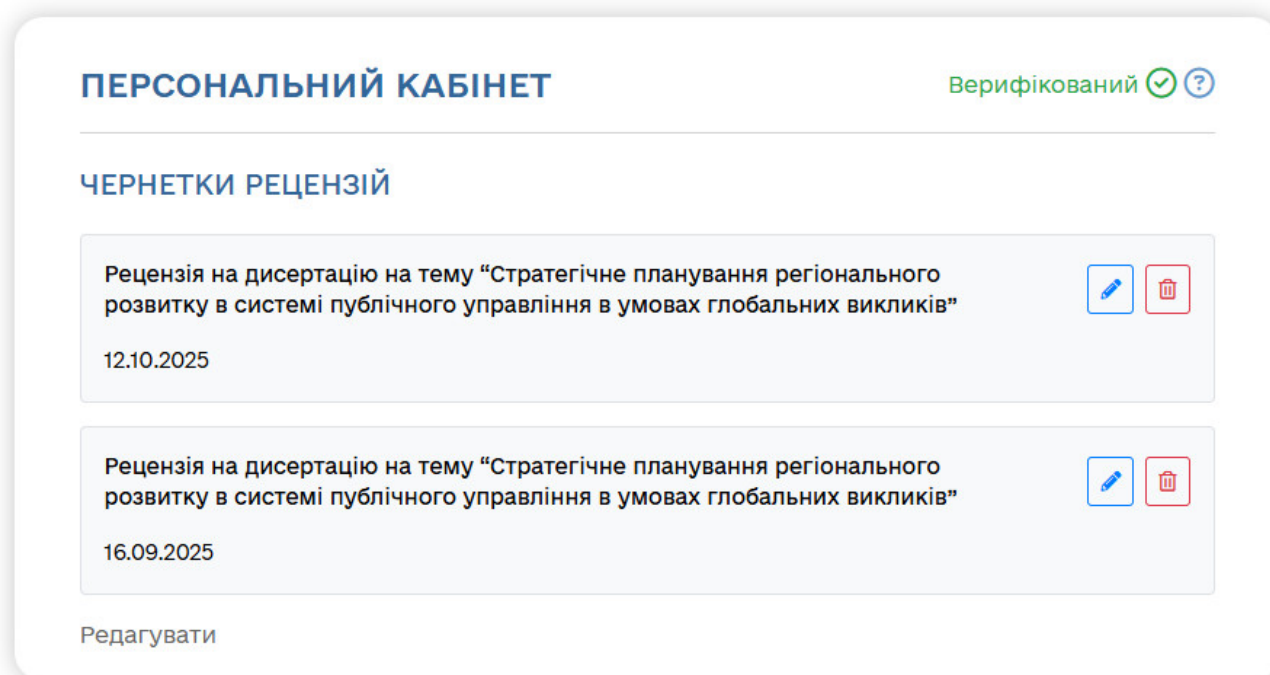 ПЕРСОНАЛЬНИЙ КАБІНЕТ
Верифікований
ЧЕРНЕТКИ РЕЦЕНЗІЙ
Рецензія на дисертацію на тему “Стратегічне планування регіонального
розвитку в системі публічного управління в умовах глобальних викликів”
12.10.2025
Рецензія на дисертацію на тему “Стратегічне планування регіонального
розвитку в системі публічного управління в умовах глобальних викликів”
16.09.2025
Редагувати